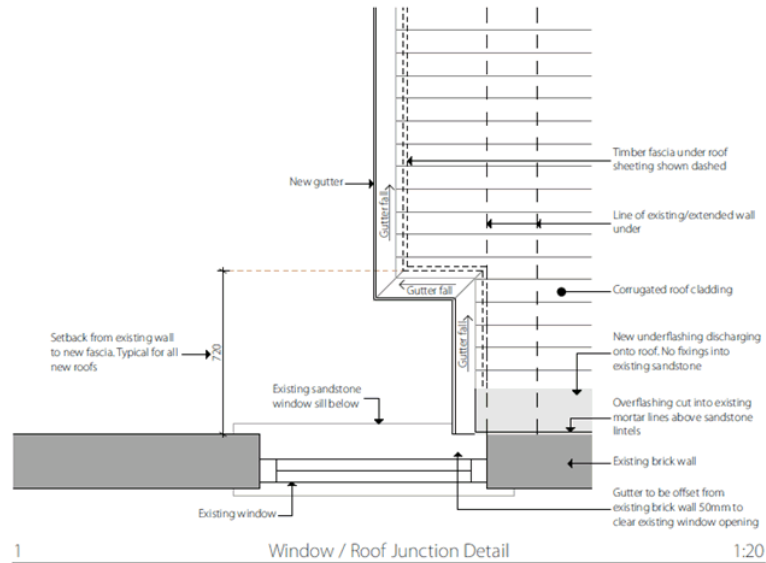 Timber fascia under roof
sheeting shown dashed
New gutter
Gutter fall
Line of existing/extended wall
under
Gutter fall
Corrugated roof cladding
Gutter fall
Setback from existing wall
to new fascia. Typical for all
new roofs
720
New underflashing discharging
onto roof. No fixings into
existing sandstone
Existing sandstone
window sill below
Overflashing cut into existing
mortar lines above sandstone
lintels
Existing brick wall
Existing window
Gutter to be offset from
existing brick wall 50mm to
clear existing window opening
1
Window / Roof Junction Detail
1:20